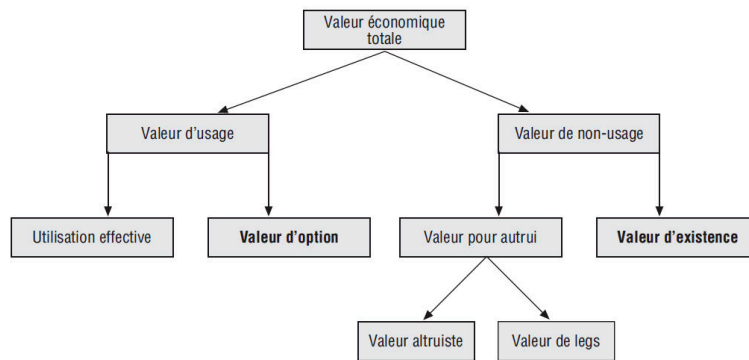 Valeur économique
totale
Valeur d'usage
Valeur de non-usage
Utilisation effective
Valeur d'option
Valeur pour autrui
Valeur d'existence
Valeur altruiste
Valeur de legs